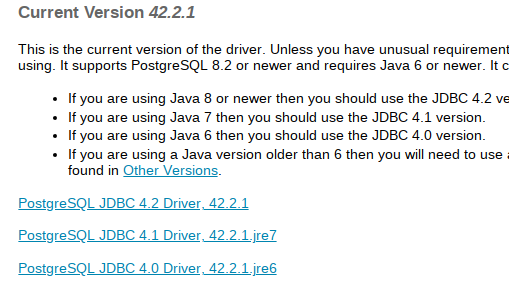 Current Version 42.2.1
This is the current version of the driver. Unless you have unusual requirement
using. It supports PostgreSQL 8.2 or newer and requires Java 6 or newer. It c
• If you are using Java 8 or newer then you should use the JDBC 4.2 ve
• If you are using Java 7 then you should use the JDBC 4.1 version.
• If you are using Java 6 then you should use the JDBC 4.0 version.
• If you are using a Java version older than 6 then you will need to use
found in Other Versions.
PostgreSQL JDBC 4.2 Driver, 42.2.1
PostgreSQL JDBC 4.1 Driver, 42.2.1.jre7
PostgreSQL JDBC 4.0 Driver, 42.2.1.jre6